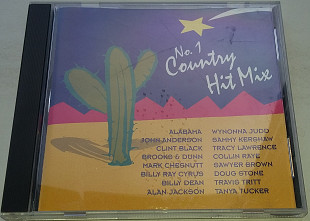 No. 1
Country
Hit Mix
ALABAMA
JOHN ANDERSON
CLINT BLACK
BROOKS & DUNN
MARK CHESNUTT
BILLY RAY CYRUS
BILLY DEAN
ALAN JACKSON
WYNONNA JUDD
SAMMY KERSHAW
TRACY LAWRENCE
COLLIN RAYE
SAWYER BROWN
DOUG STONE
TRAVIS TRITT
TANYA TUCKER